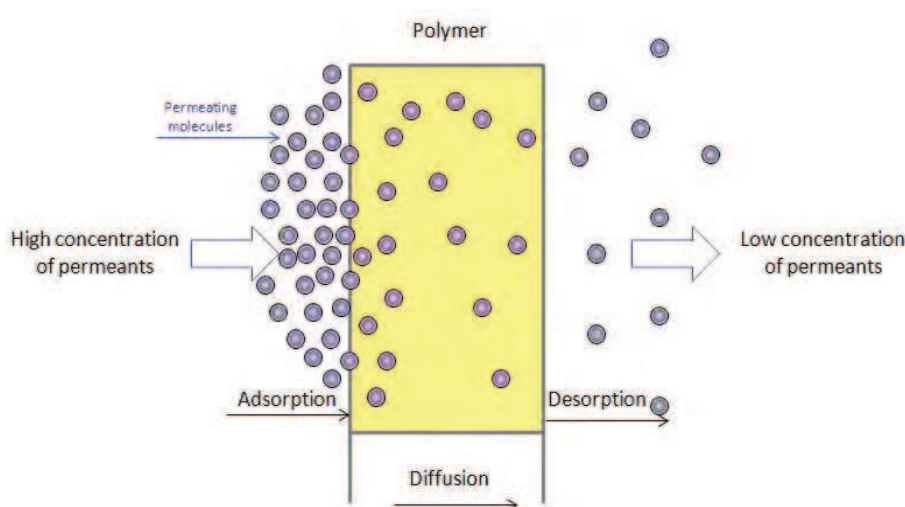 Polymer
Permeating
molecules
High concentration
of permeants
Low concentration
of permeants
Adsorption
Desorption
Diffusion